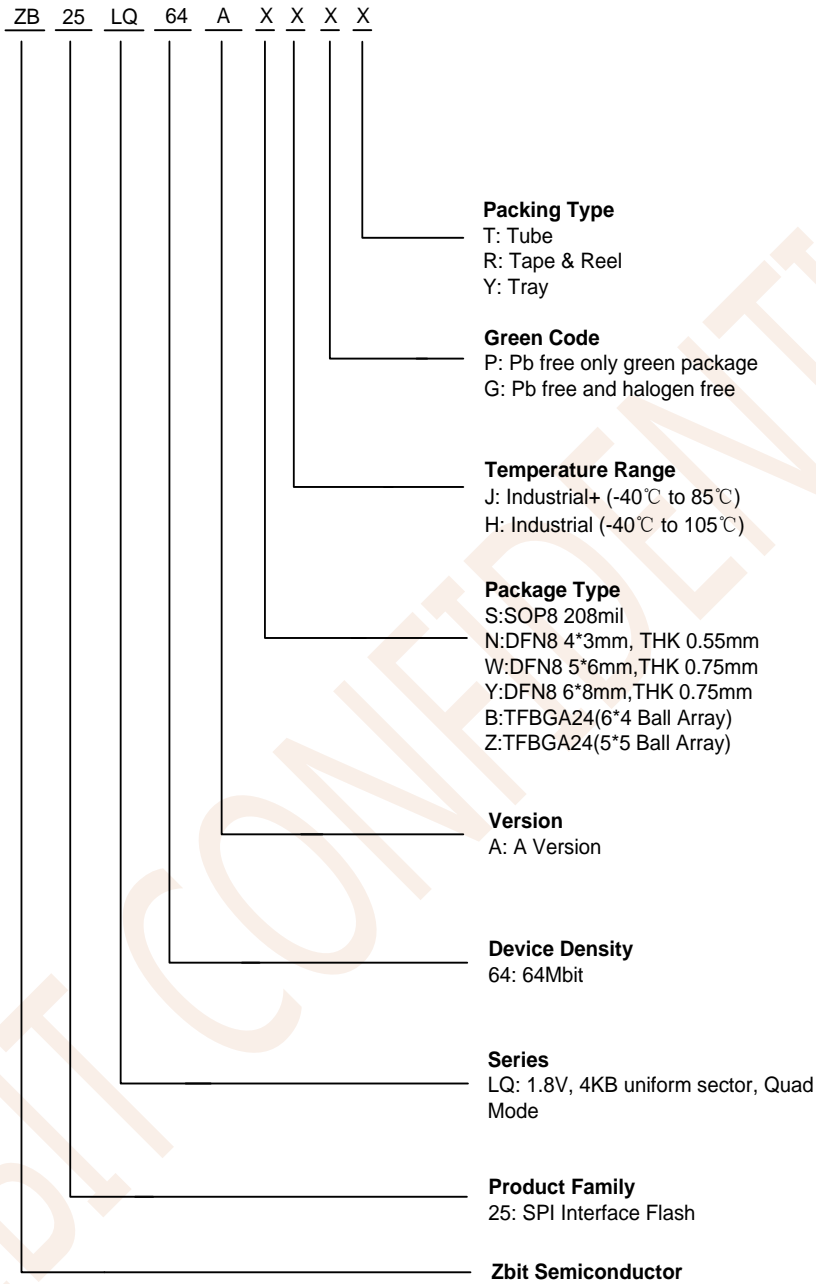 ZB 25 LQ 64 A X X X X
Packing Type
T: Tube
R: Tape & Reel
Y: Tray
Green Code
P: Pb free only green package
G: Pb free and halogen free
Temperature Range
J: Industrial+ (-40℃ to 85℃)
H: Industrial (-40℃ to 105℃)
Package Type
S:SOP8 208mil
N:DFN8 4*3mm, THK 0.55mm
W:DFN8 5*6mm,THK 0.75mm
Y:DFN8 6*8mm,THK 0.75mm
B:TFBGA24(6*4 Ball Array)
Z:TFBGA24(5*5 Ball Array)
Version
A: A Version
Device Density
64: 64Mbit
Series
LQ: 1.8V, 4KB uniform sector, Quad
Mode
Product Family
25: SPI Interface Flash
Zbit Semiconductor